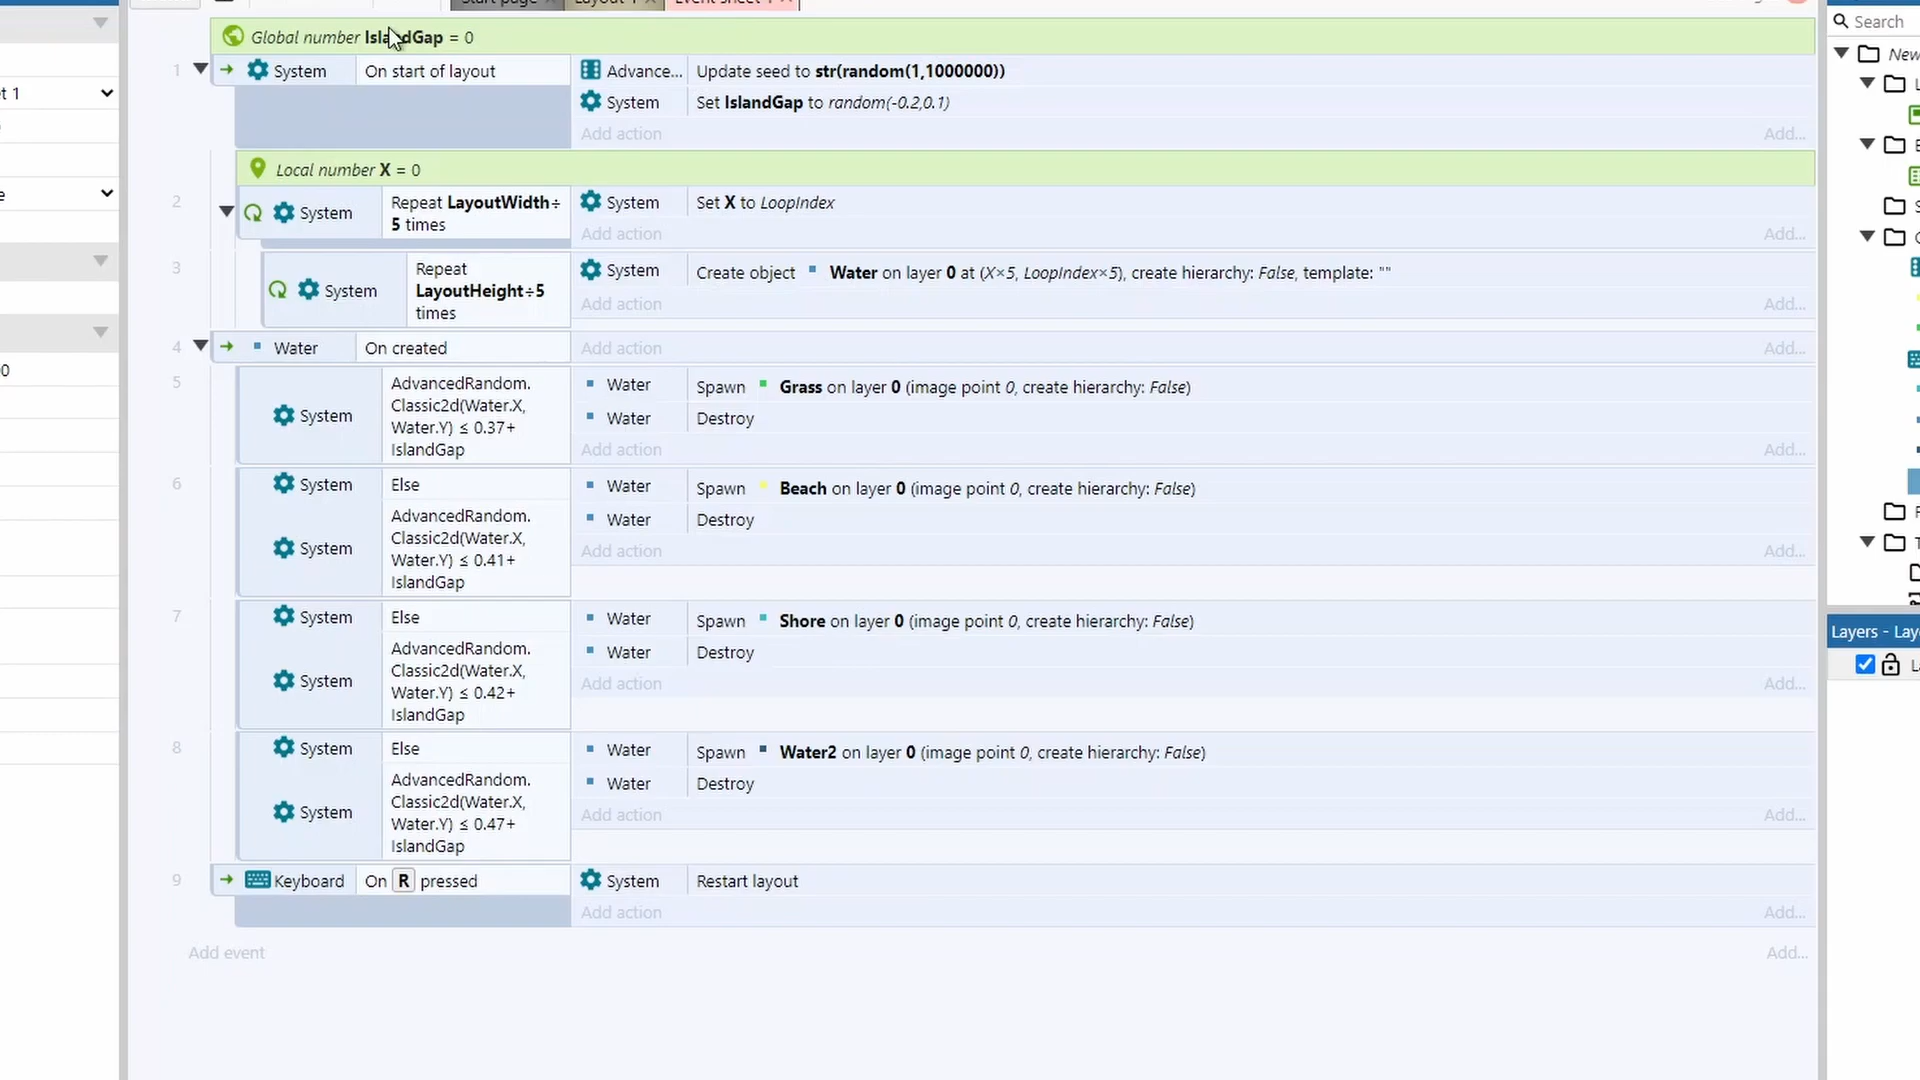 Start page
Layout 1
Event sheet 1
Global number IslandGap = 0
Search
New
1
System
On start of layout
Advance...
Update seed to str(random(1,1000000))
System
Set IslandGap to random(-0.2,0.1)
Add action
Add...
et 1
Local number X = 0
2
System
Repeat LayoutWidth÷
5 times
System
Set X to LoopIndex
Add action
Add...
3
System
Repeat
LayoutHeight÷5
times
System
Create object Water on layer 0 at (X×5, LoopIndex×5), create hierarchy: False, template: ""
Add action
Add...
4
Water
On created
Add action
Add...
5
System
AdvancedRandom.
Classic2d(Water.X,
Water.Y) ≤ 0.37+
IslandGap
Water
Spawn Grass on layer 0 (image point 0, create hierarchy: False)
Water
Destroy
Add action
Add...
6
System
Else
System
AdvancedRandom.
Classic2d(Water.X,
Water.Y) ≤ 0.41+
IslandGap
Water
Spawn Beach on layer 0 (image point 0, create hierarchy: False)
Water
Destroy
Add action
Add...
7
System
Else
System
AdvancedRandom.
Classic2d(Water.X,
Water.Y) ≤ 0.42+
IslandGap
Water
Spawn Shore on layer 0 (image point 0, create hierarchy: False)
Water
Destroy
Add action
Add...
Layers - Lay
8
System
Else
System
AdvancedRandom.
Classic2d(Water.X,
Water.Y) ≤ 0.47+
IslandGap
Water
Spawn Water2 on layer 0 (image point 0, create hierarchy: False)
Water
Destroy
Add action
Add...
9
Keyboard
On R pressed
System
Restart layout
Add action
Add...
Add event
Add...